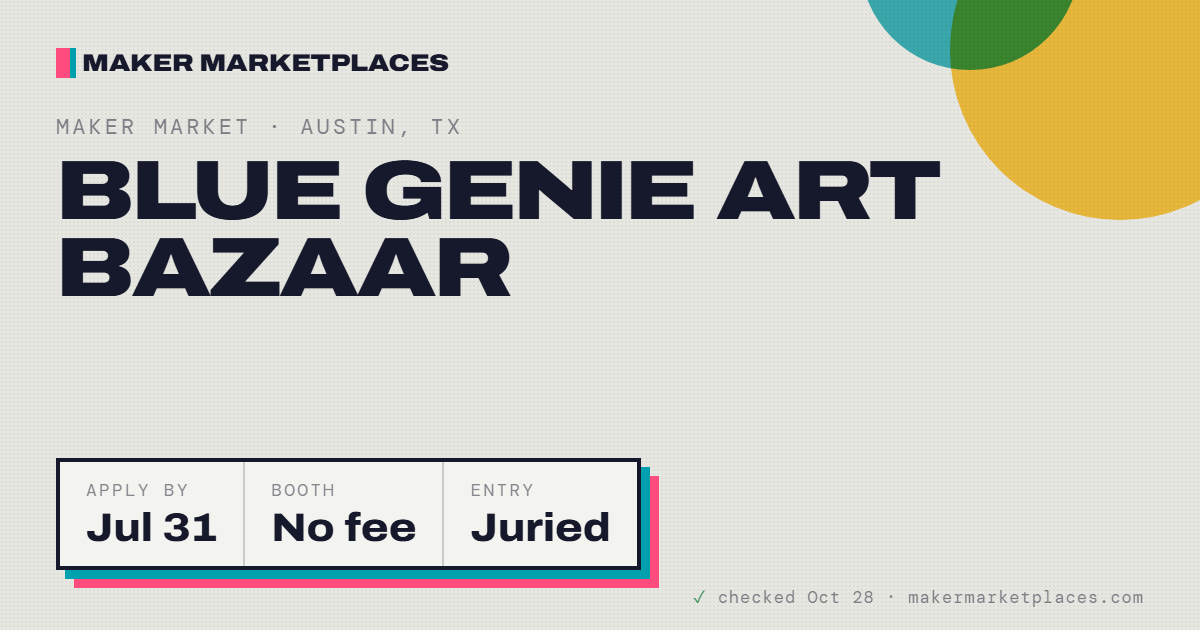 MAKER MARKETPLACES
MAKER MARKET · AUSTIN, TX
BLUE GENIE ART
BAZAAR
APPLY BY
Jul 31
BOOTH
No fee
ENTRY
Juried
✓ checked Oct 28 · makermarketplaces.com